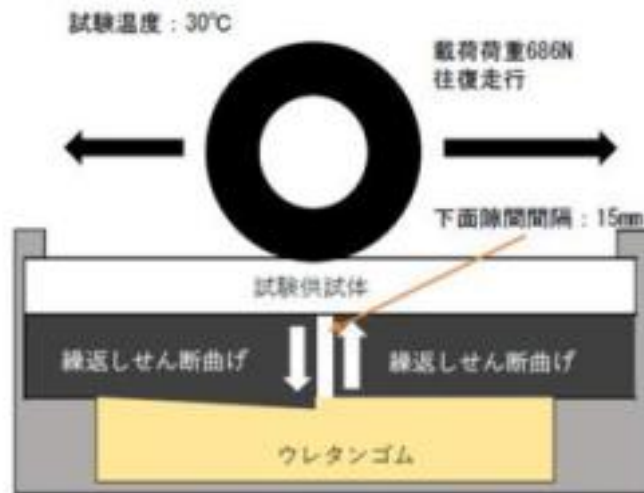 試験温度：30℃
載荷荷重686N
往復走行
下面隙間間隔：15mm
試験供試体
繰返しせん断曲げ
繰返しせん断曲げ
ウレタンゴム